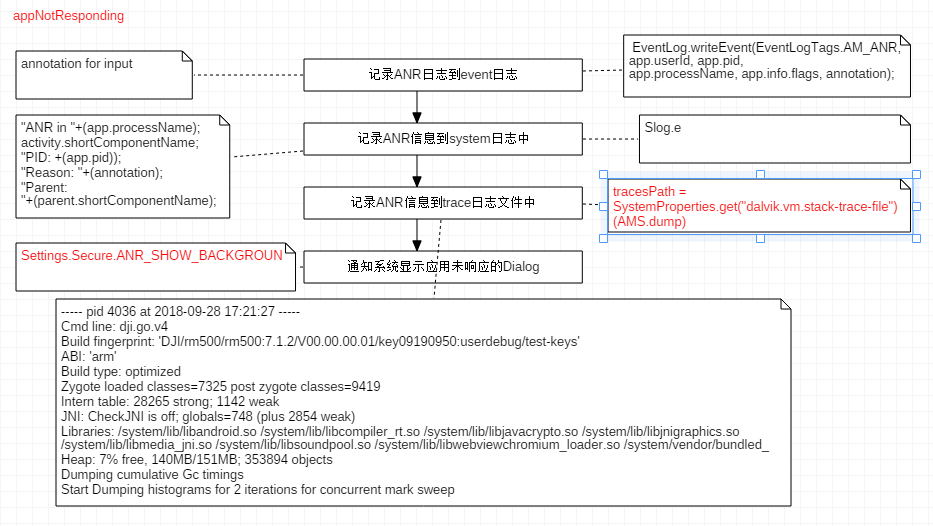 appNotResponding
annotation for input
记录ANR日志到event日志
EventLog.writeEvent(EventLogTags.AM_ANR,
app.userId, app.pid,
app.processName, app.info.flags, annotation);
"ANR in "+(app.processName);
activity.shortComponentName;
"PID: +(app.pid));
"Reason: "+(annotation);
"Parent:
"+(parent.shortComponentName);
记录ANR信息到system日志中
Slog.e
记录ANR信息到trace日志文件中
tracesPath =
SystemProperties.get("dalvik.vm.stack-trace-file")
(AMS.dump)
Settings.Secure.ANR_SHOW_BACKGROUN
通知系统显示应用未响应的Dialog
----- pid 4036 at 2018-09-28 17:21:27 -----
Cmd line: dji.go.v4
Build fingerprint: 'DJI/rm500/rm500:7.1.2/V00.00.00.01/key09190950:userdebug/test-keys'
ABI: 'arm'
Build type: optimized
Zygote loaded classes=7325 post zygote classes=9419
Intern table: 28265 strong; 1142 weak
JNI: CheckJNI is off; globals=748 (plus 2854 weak)
Libraries: /system/lib/libandroid.so /system/lib/libcompiler_rt.so /system/lib/libjavacrypto.so /system/lib/libjnigraphics.so
/system/lib/libmedia_jni.so /system/lib/libsoundpool.so /system/lib/libwebviewchromium_loader.so /system/vendor/bundled_
Heap: 7% free, 140MB/151MB; 353894 objects
Dumping cumulative Gc timings
Start Dumping histograms for 2 iterations for concurrent mark sweep